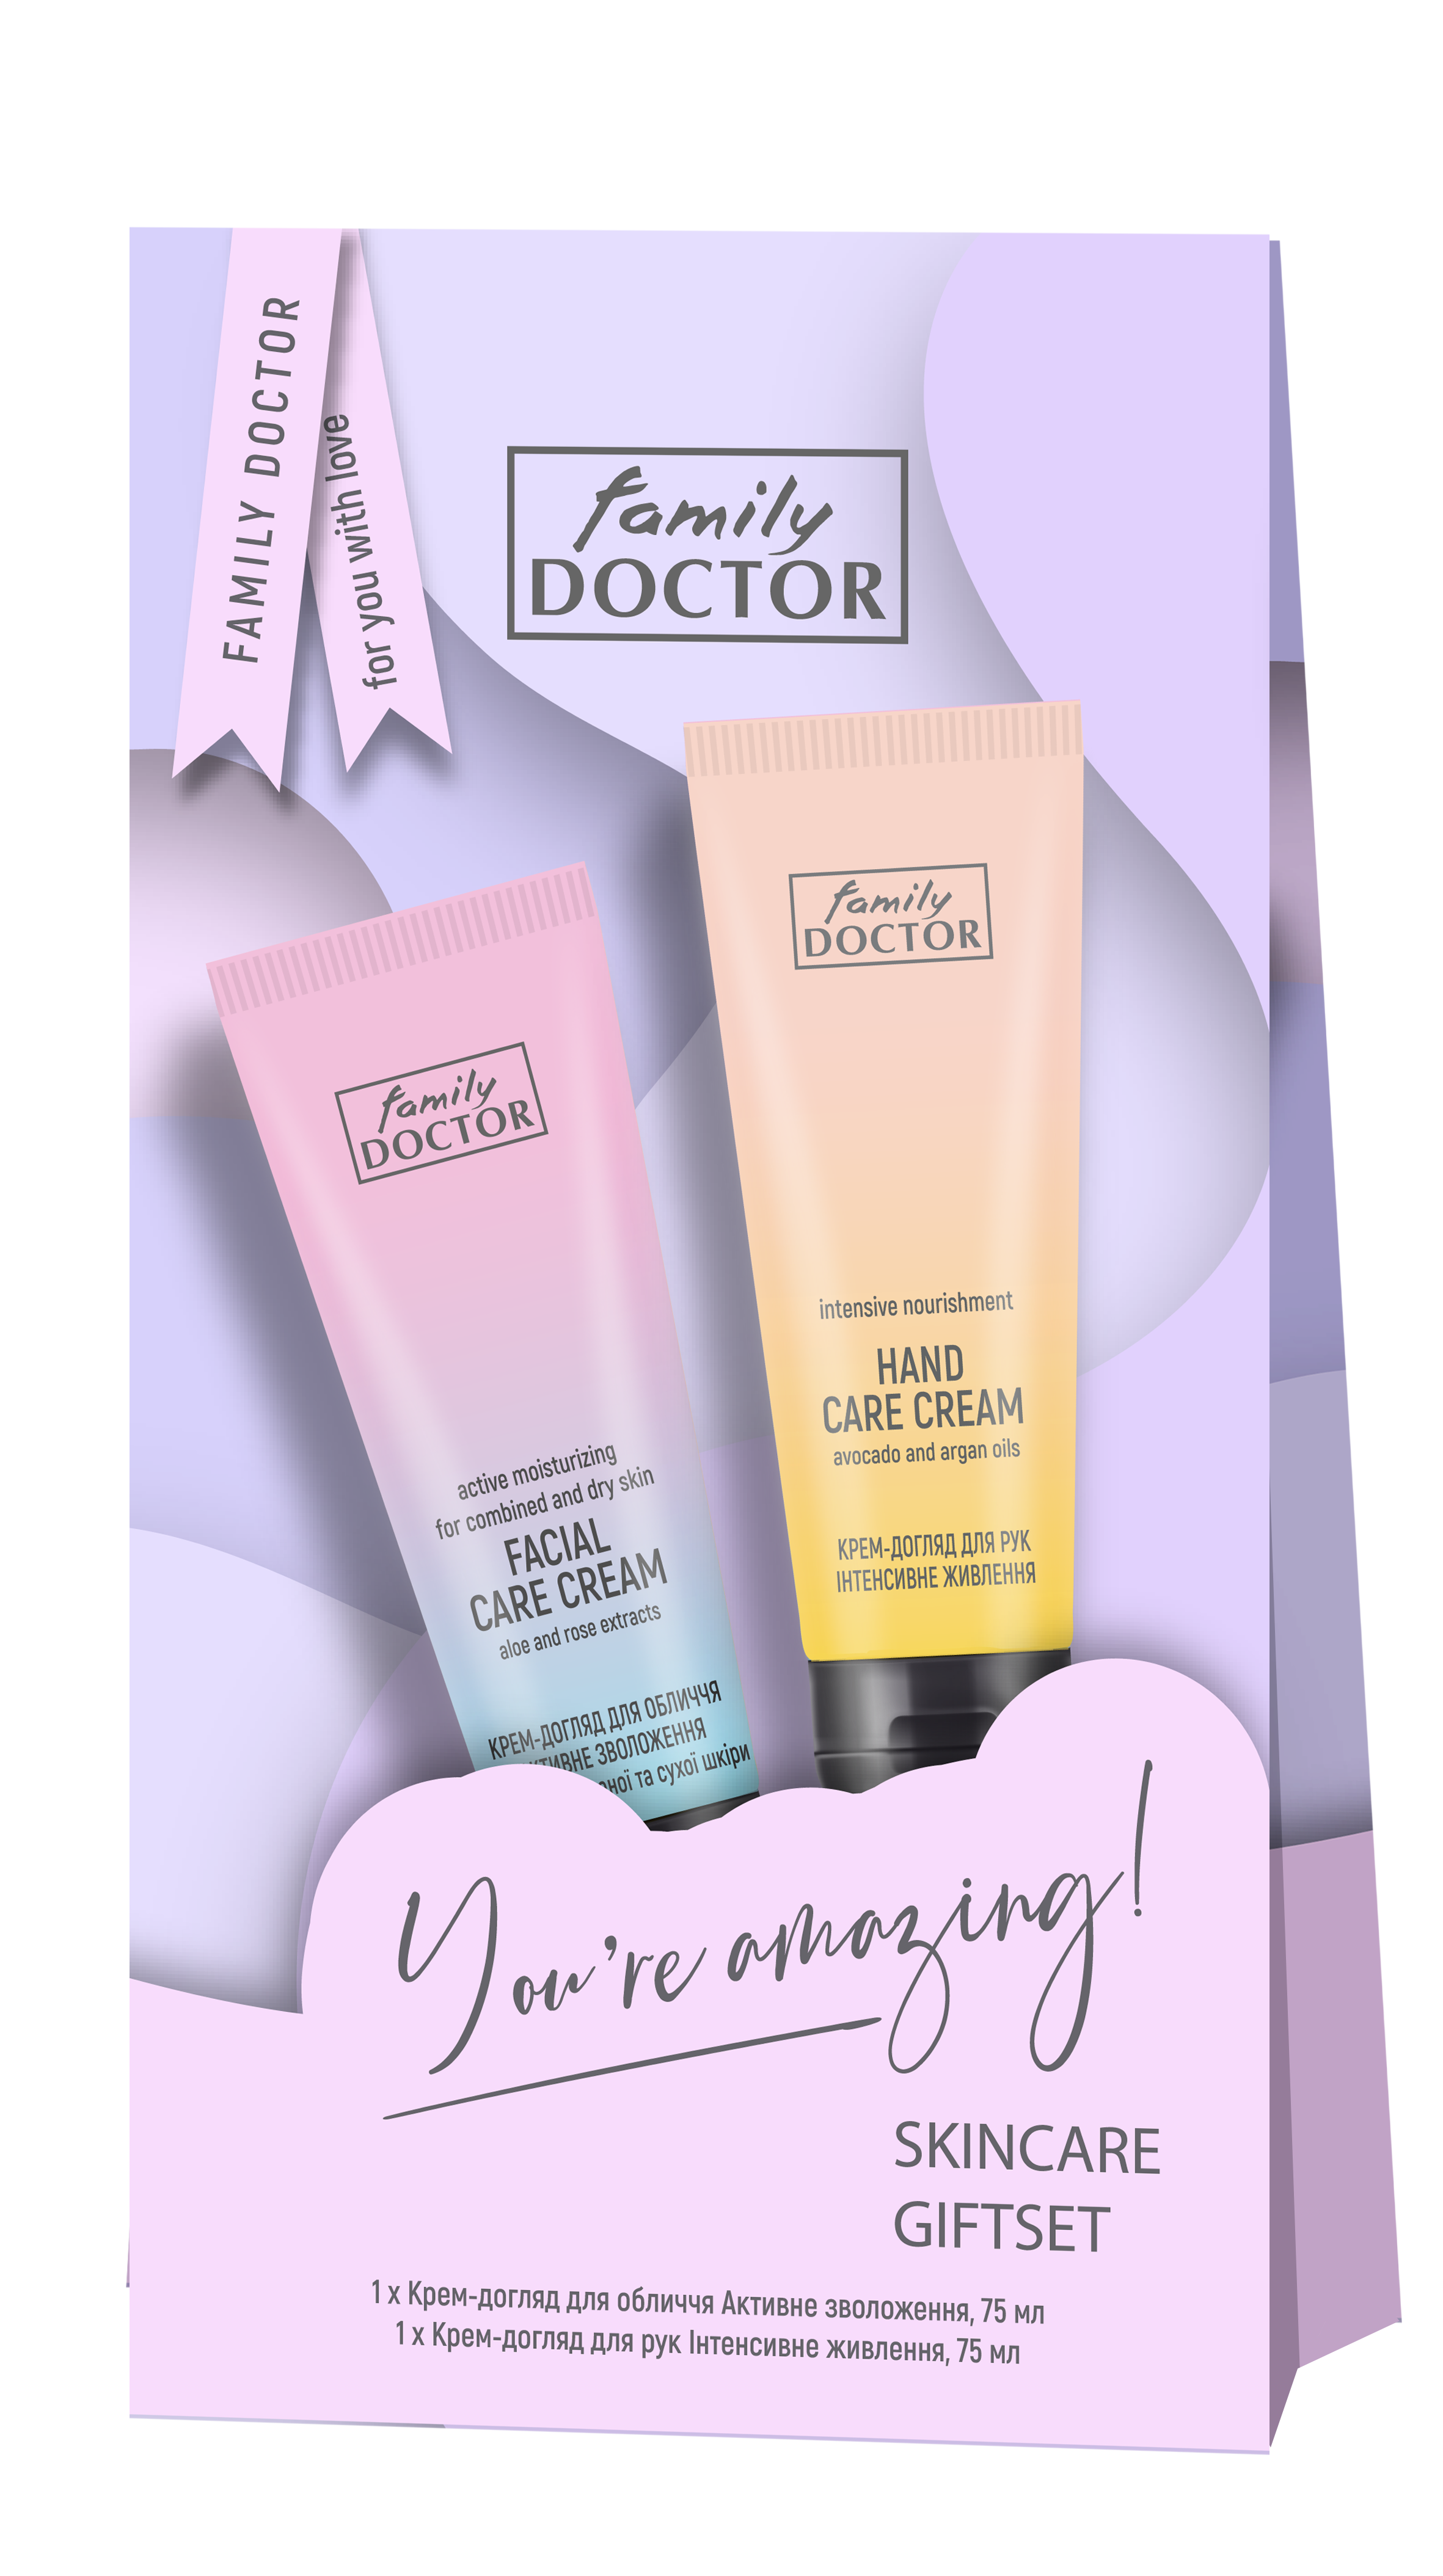 FAMILY DOCTOR
for you with love
family
DOCTOR
family
DOCTOR
active moisturizing
for combined and dry skin
FACIAL
CARE CREAM
aloe and rose extracts
КРЕМ-ДОГЛЯД ДЛЯ ОБЛИЧЧЯ
ЗВОЛОЖЕННЯ
та сухої шкіри
family
DOCTOR
intensive nourishment
HAND
CARE CREAM
avocado and argan oils
КРЕМ-ДОГЛЯД ДЛЯ РУК
ІНТЕНСИВНЕ ЖИВЛЕННЯ
You're amazing!
SKINCARE
GIFTSET
1 x Крем-догляд для обличчя Активне зволоження, 75 мл
1 x Крем-догляд для рук Інтенсивне живлення, 75 мл